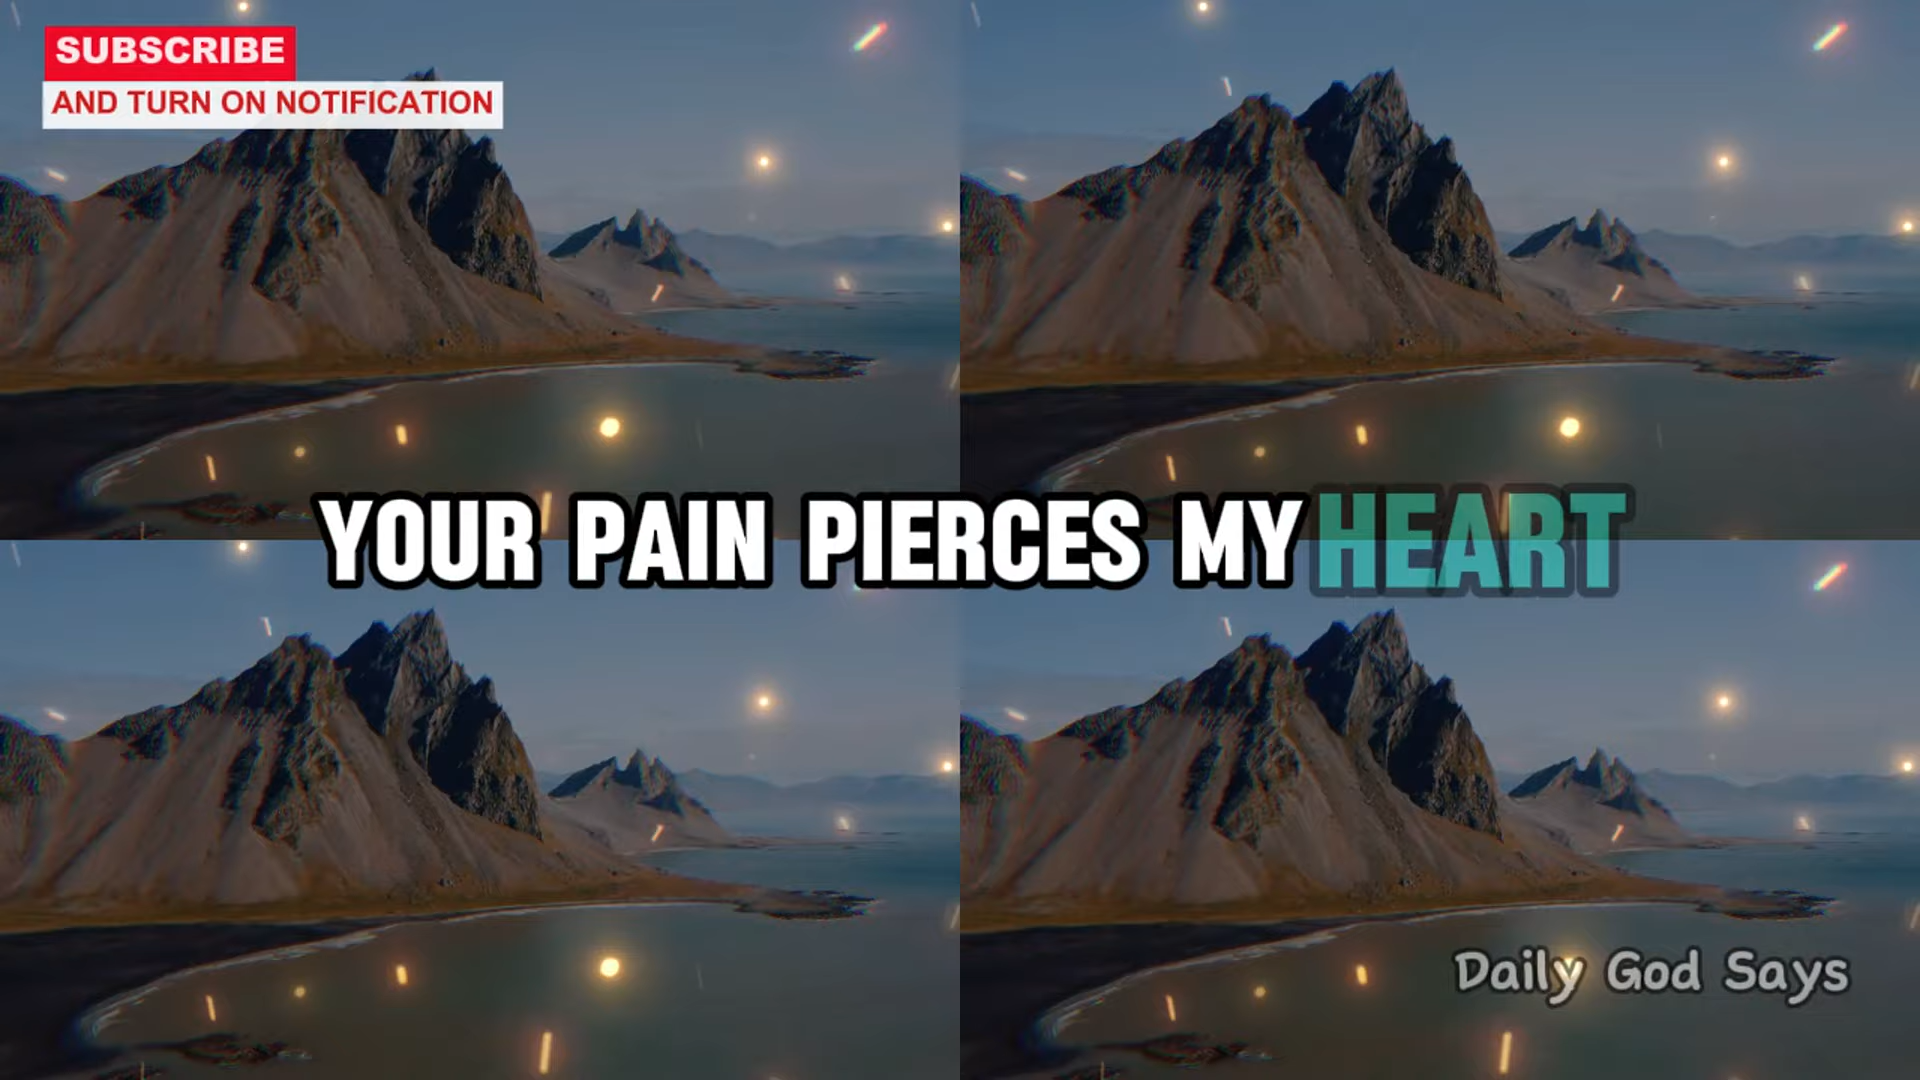 SUBSCRIBE
AND TURN ON NOTIFICATION
YOUR PAIN PIERCES MY HEART
Daily God Says